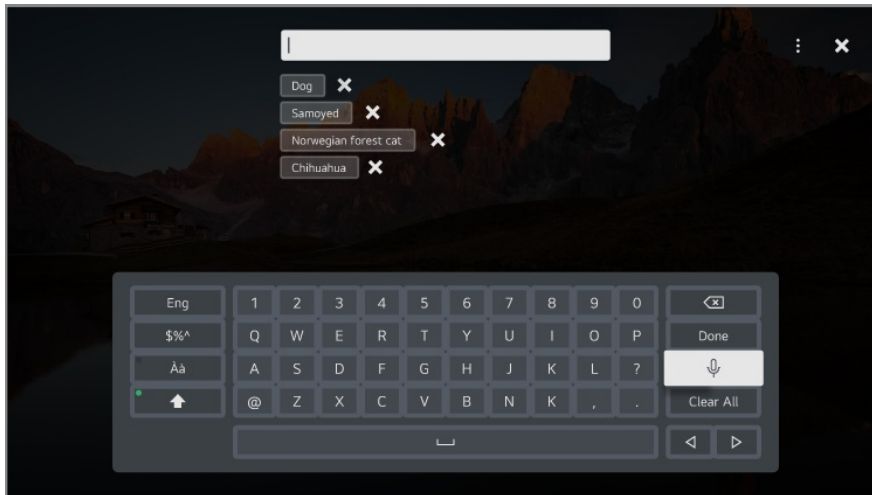 Dog
Samoyed
Norwegian forest cat
Chihuahua
Eng 1 2 3 4 5 6 7 8 9 0
$%^ Q W E R T Y U I O P Done
Àà A S D F G H J K L ?
@ Z X C V B N K , . Clear All